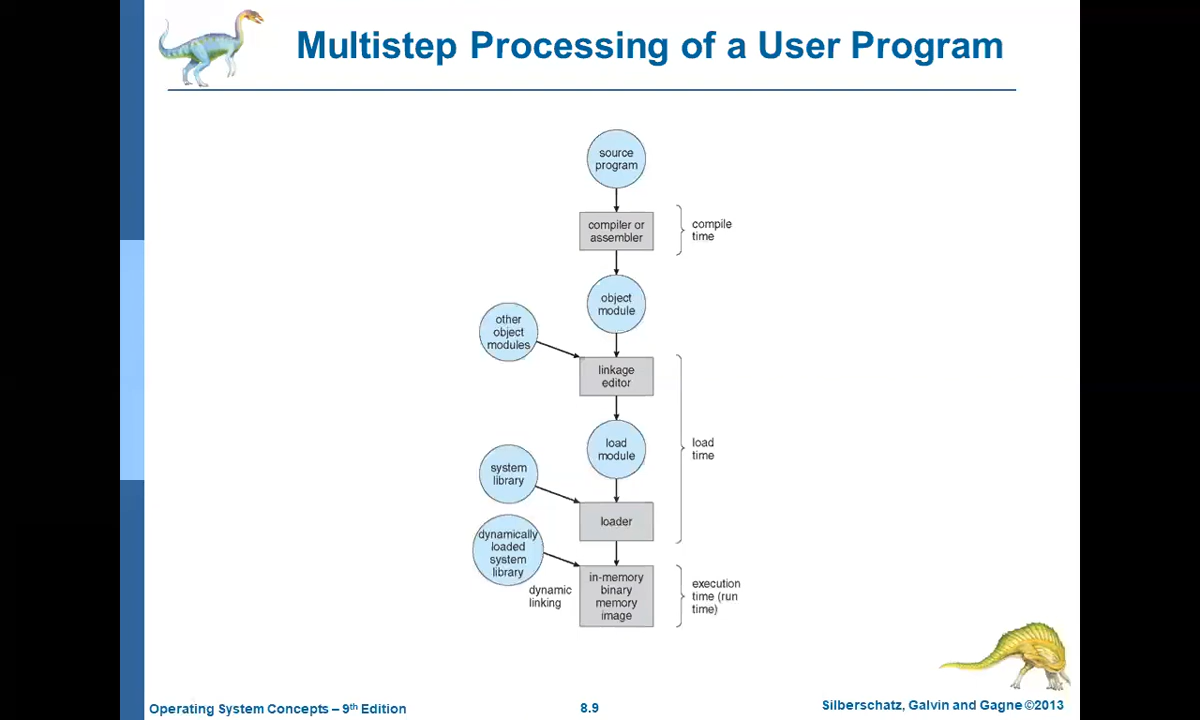 Multistep Processing of a User Program
source
program
compiler or
assembler
compile
time
object
module
other
object
modules
linkage
editor
load
module
load
time
system
library
loader
dynamically
loaded
system
library
dynamic
linking
in-memory
binary
memory
image
execution
time (run
time)
Operating System Concepts – 9th Edition
8.9
Silberschatz, Galvin and Gagne ©2013